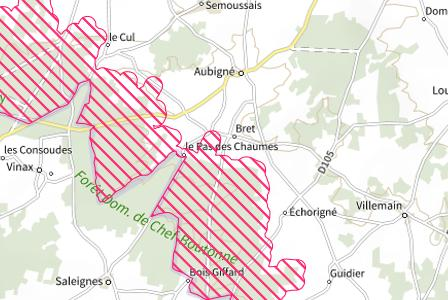 Semoussais
Dom
le Cul
Aubigné
Lou
y
Bret
le Pas des Chaumes
les Consoudes
Vinax
D105
Forêt Dom. de Chef Boutonne
Échorigné
Villemain
Bois Giffard
Saleignes
Guidier